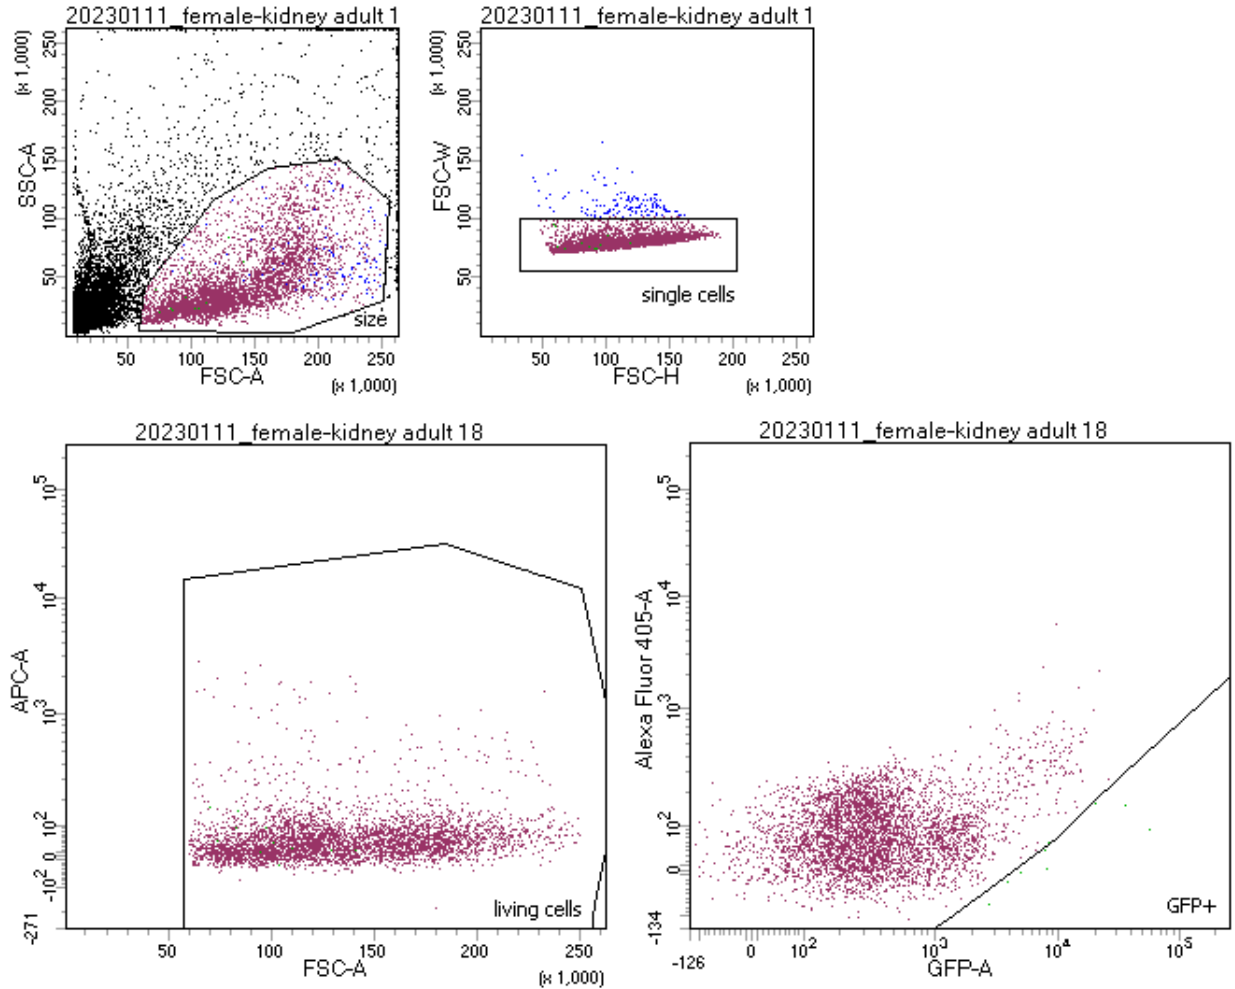 20230111_female-kidney adult 1
SSC-A
(x 1,000)
50 100 150 200 250
size
50 100 150 200 250
FSC-A
(x 1,000)
20230111_female-kidney adult 1
FSC-W
(x 1,000)
50 100 150 200 250
single cells
50 100 150 200 250
FSC-H
(x 1,000)
20230111_female-kidney adult 18
APC-A
-271 -10^2 0 10^2 10^3 10^4 10^5
living cells
50 100 150 200 250
FSC-A
(x 1,000)
20230111_female-kidney adult 18
Alexa Fluor 405-A
-134 0 10^2 10^3 10^4 10^5
GFP+
-126 0 10^2 10^3 10^4 10^5
GFP-A